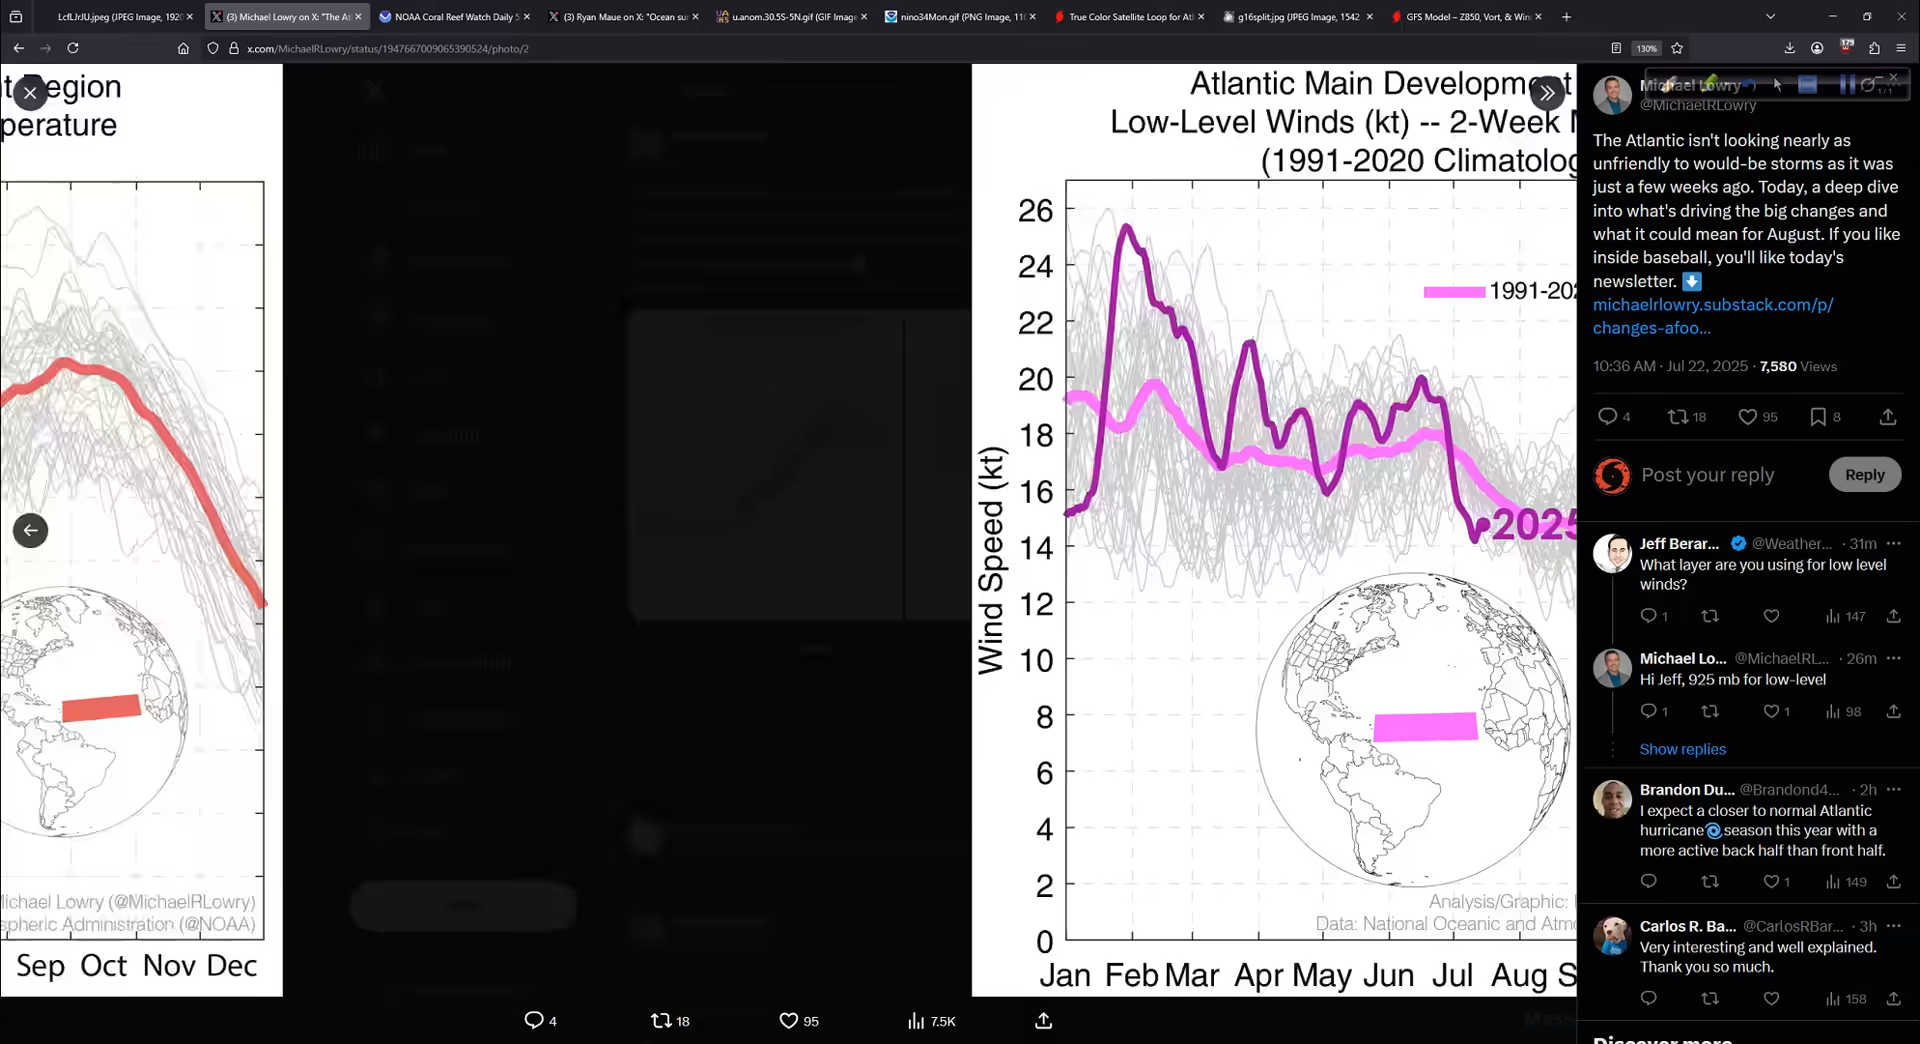 LcfLJrJU.jpeg (JPEG Image, 1920
(3) Michael Lowry on X: "The At
NOAA Coral Reef Watch Daily 5
(3) Ryan Maue on X: "Ocean su
u.anom.30.5S-5N.gif (GIF Image
nino34Mon.gif (PNG Image, 110
True Color Satellite Loop for Atl
g16split.jpg (JPEG Image, 1542
GFS Model – Z850, Vort, & Win
x.com/MichaelRLowry/status/1947667009065390524/photo/2
130%
179
t Region
perature
Sep Oct Nov Dec
lichael Lowry (@MichaelRLowry)
spheric Administration (@NOAA)
Atlantic Main Developme
Low-Level Winds (kt) -- 2-Week
(1991-2020 Climatolog
26
24
22
20
18
16
14
12
10
8
6
4
2
0
Wind Speed (kt)
1991-202
2025
Analysis/Graphic:
Data: National Oceanic and Atm
Jan Feb Mar Apr May Jun Jul Aug S
4
18
95
7.5K
Michael Lowry
@MichaelRLowry
1/1
The Atlantic isn't looking nearly as
unfriendly to would-be storms as it was
just a few weeks ago. Today, a deep dive
into what's driving the big changes and
what it could mean for August. If you like
inside baseball, you'll like today's
newsletter.
michaelrlowry.substack.com/p/
changes-afoo...
10:36 AM · Jul 22, 2025 · 7,580 Views
4 18 95 8
Post your reply
Reply
Jeff Berar... @Weather... · 31m
What layer are you using for low level
winds?
1 147
Michael Lo... @MichaelRL... · 26m
Hi Jeff, 925 mb for low-level
1 1 98
Show replies
Brandon Du... @Brandond4... · 2h
I expect a closer to normal Atlantic
hurricane🌀season this year with a
more active back half than front half.
1 149
Carlos R. Ba... @CarlosRBar... · 3h
Very interesting and well explained.
Thank you so much.
158
Discover more